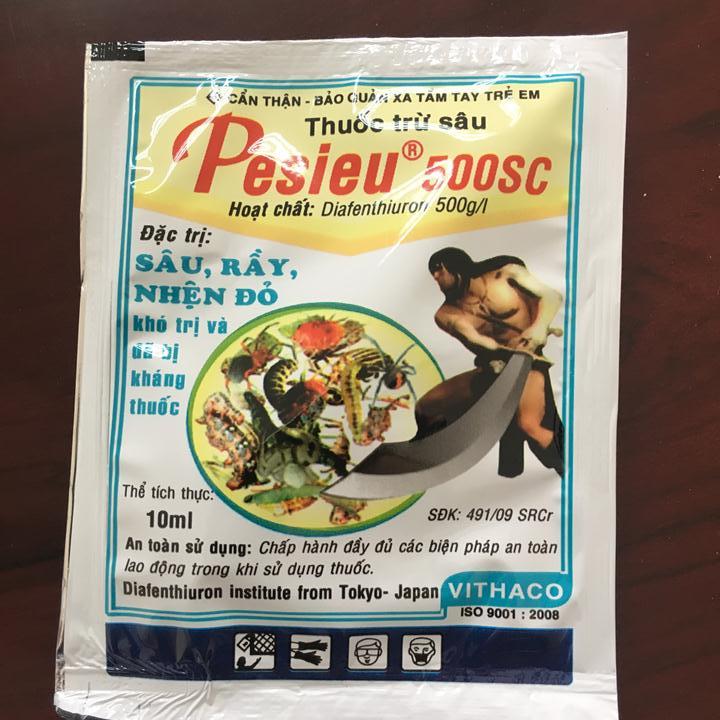 CẨN THẬN - BẢO QUẢN XA TẦM TAY TRẺ EM
Thuốc trừ sâu
Pesieu® 500SC
Hoạt chất: Diafenthiuron 500g/l
Đặc trị:
SÂU, RẦY,
NHỆN ĐỎ
khó trị và
đã bị
kháng
thuốc
Thể tích thực:
10ml
SĐK: 491/09 SRCr
An toàn sử dụng: Chấp hành đầy đủ các biện pháp an toàn
lao động trong khi sử dụng thuốc.
Diafenthiuron institute from Tokyo- Japan
VITHACO
ISO 9001 : 2008